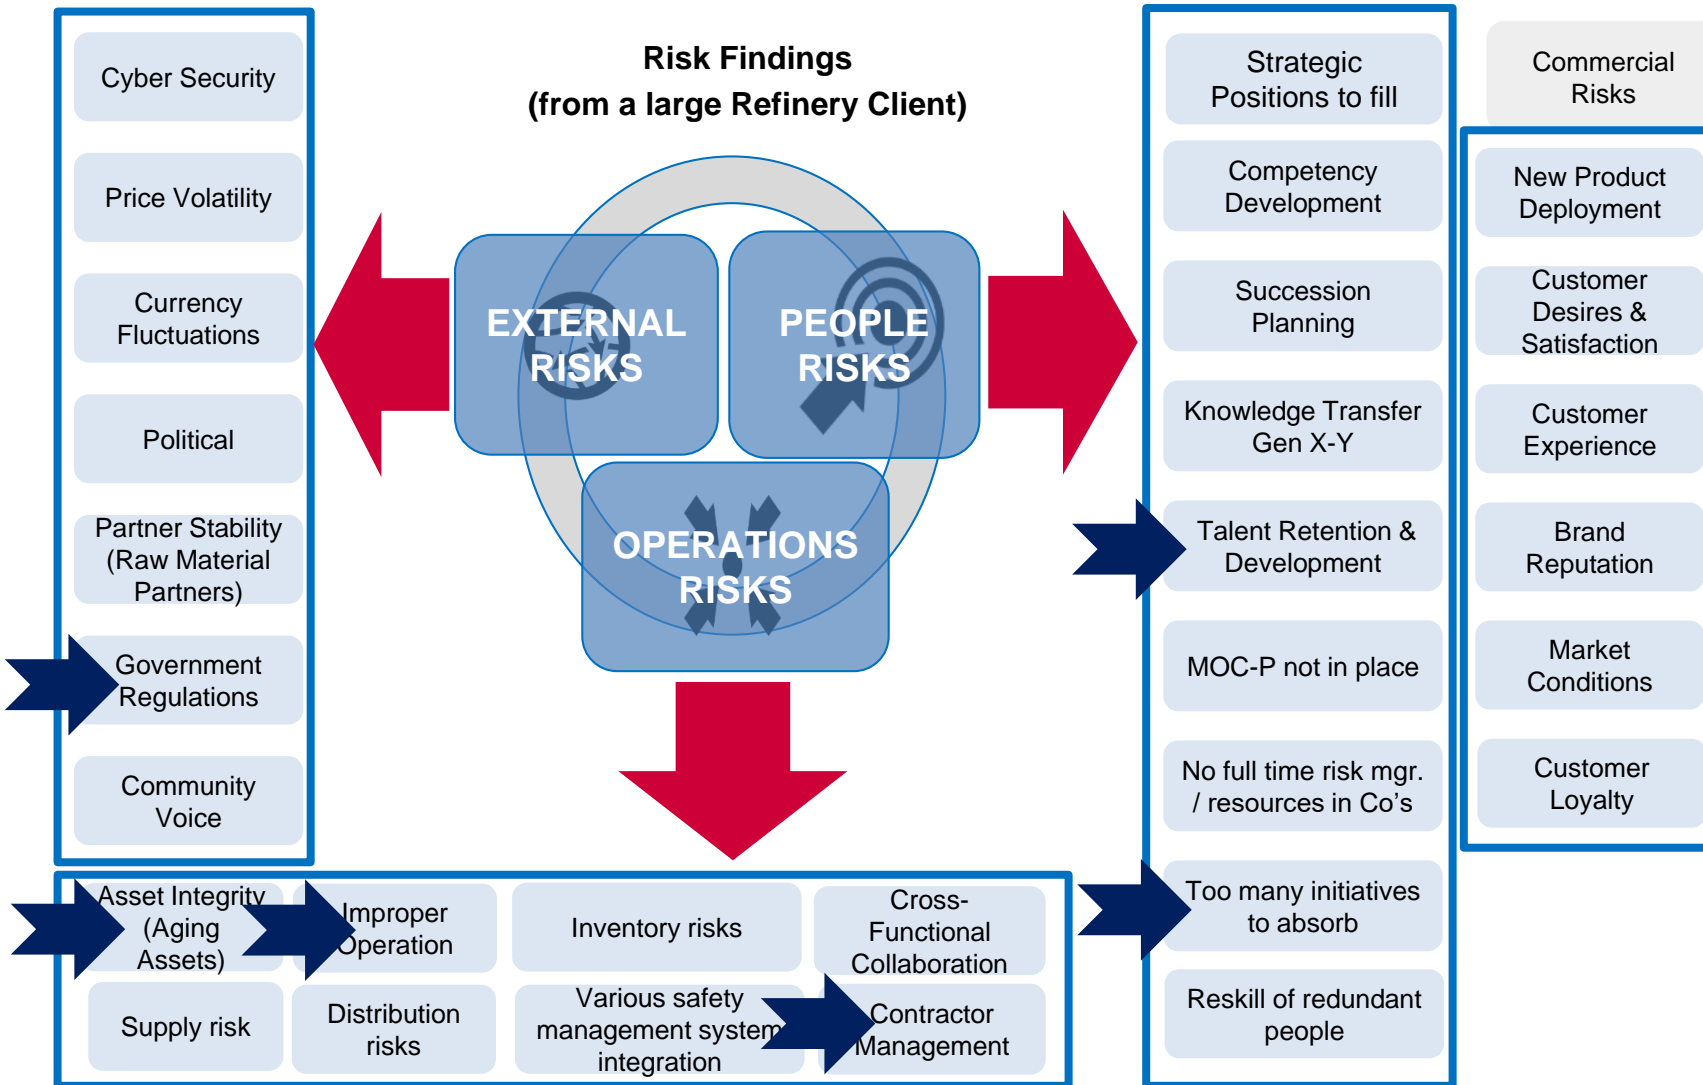 Risk Findings
(from a large Refinery Client)
Cyber Security
Price Volatility
Currency
Fluctuations
Political
Partner Stability
(Raw Material
Partners)
Government
Regulations
Community
Voice
EXTERNAL
RISKS
PEOPLE
RISKS
OPERATIONS
RISKS
Strategic
Positions to fill
Competency
Development
Succession
Planning
Knowledge Transfer
Gen X-Y
Talent Retention &
Development
MOC-P not in place
No full time risk mgr.
/ resources in Co’s
Too many initiatives
to absorb
Reskill of redundant
people
Commercial
Risks
New Product
Deployment
Customer
Desires &
Satisfaction
Customer
Experience
Brand
Reputation
Market
Conditions
Customer
Loyalty
Asset Integrity
(Aging
Assets)
Improper
Operation
Inventory risks
Cross-
Functional
Collaboration
Supply risk
Distribution
risks
Various safety
management system
integration
Contractor
Management